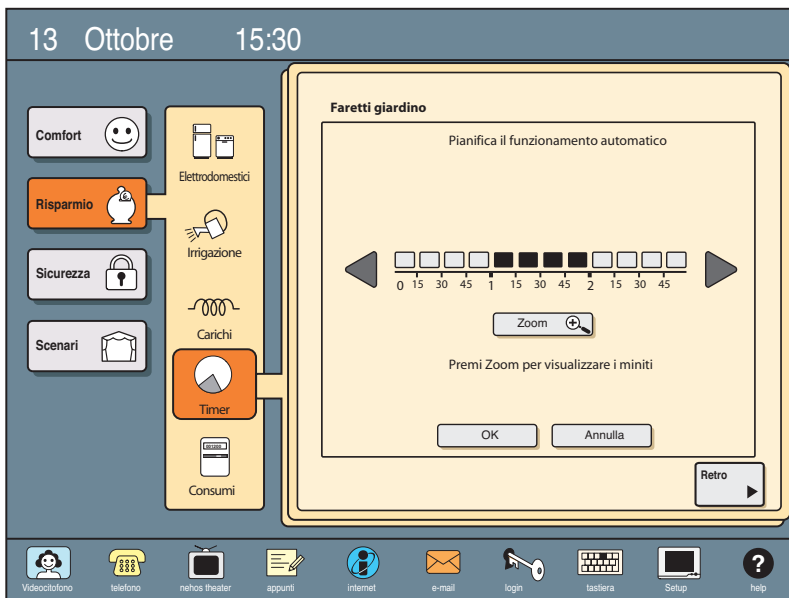 13 Ottobre 15:30
Comfort
Risparmio
Sicurezza
Scenari
Elettrodomestici
Irrigazione
Carichi
Timer
001200
Consumi
Faretti giardino
Pianifica il funzionamento automatico
0 15 30 45 1 15 30 45 2 15 30 45
Zoom
Premi Zoom per visualizzare i miniti
OK Annulla
Retro
Videocitofono telefono nehos theater appunti internet e-mail login tastiera Setup help